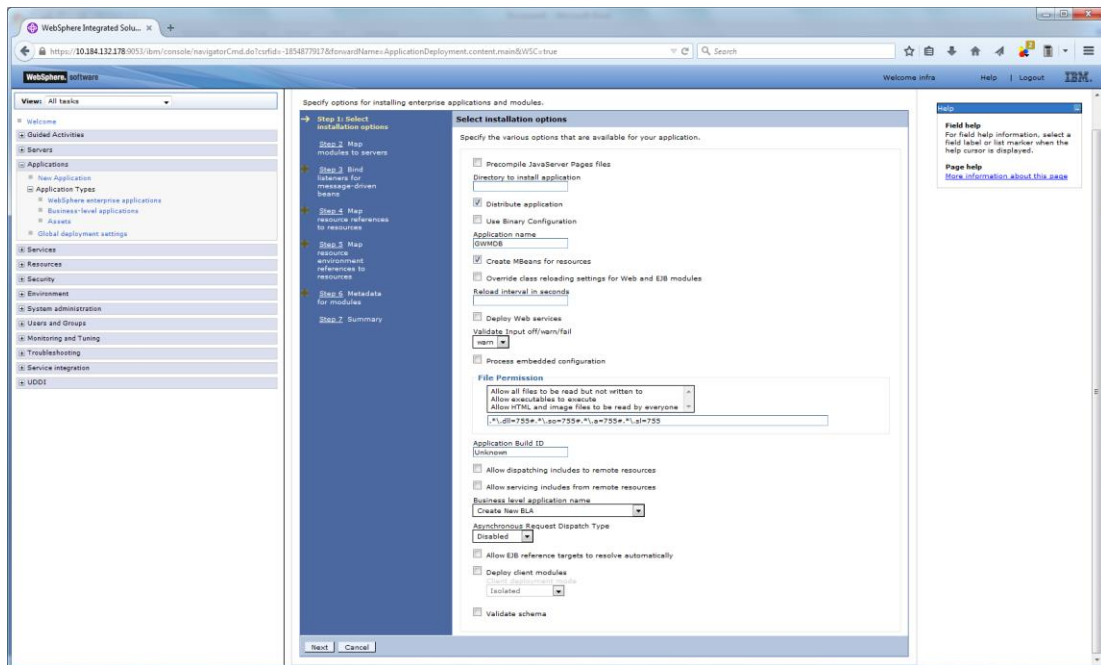 WebSphere Integrated Solu...
https://10.184.132.178:9053/ibm/console/navigatorCmd.do?csrfid=-1854877917&forwardName=ApplicationDeployment.content.main&WSC=true
Search
WebSphere. software
Welcome infra
Help | Logout
IBM.
View: All tasks
Welcome
Guided Activities
Servers
Applications
New Application
Application Types
WebSphere enterprise applications
Business-level applications
Assets
Global deployment settings
Services
Resources
Security
Environment
System administration
Users and Groups
Monitoring and Tuning
Troubleshooting
Service integration
UDDI
Specify options for installing enterprise applications and modules.
Step 1: Select
installation options
Step 2 Map
modules to servers
Step 3 Bind
listeners for
message-driven
beans
Step 4 Map
resource references
to resources
Step 5 Map
resource
environment
references to
resources
Step 6 Metadata
for modules
Step 7 Summary
Select installation options
Specify the various options that are available for your application.
Precompile JavaServer Pages files
Directory to install application
Distribute application
Use Binary Configuration
Application name
GWMDB
Create MBeans for resources
Override class reloading settings for Web and EJB modules
Reload interval in seconds
Deploy Web services
Validate Input off/warn/fail
warn
Process embedded configuration
File Permission
Allow all files to be read but not written to
Allow executables to execute
Allow HTML and image files to be read by everyone
.*\.dll=755#.*\.so=755#.*\.a=755#.*\.sl=755
Application Build ID
Unknown
Allow dispatching includes to remote resources
Allow servicing includes from remote resources
Business level application name
Create New BLA
Asynchronous Request Dispatch Type
Disabled
Allow EJB reference targets to resolve automatically
Deploy client modules
Client deployment mode
Isolated
Validate schema
Next
Cancel
Help
Field help
For field help information, select a
field label or list marker when the
help cursor is displayed.
Page help
More information about this page